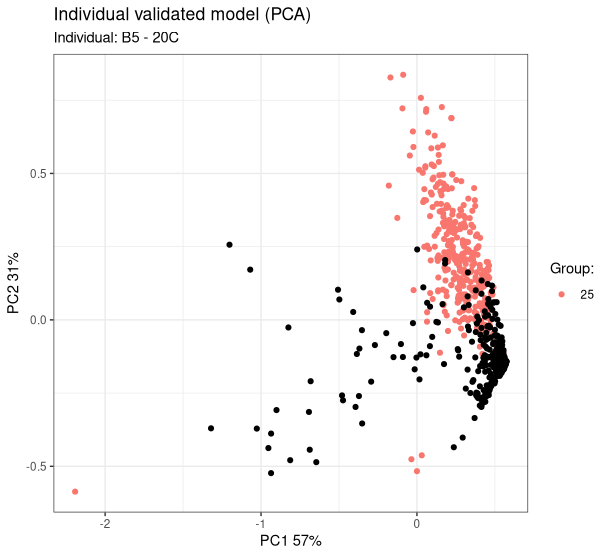 Individual validated model (PCA)
Individual: B5 - 20C
0.5
0.0
-0.5
PC2 31%
-2
-1
0
PC1 57%
Group:
25